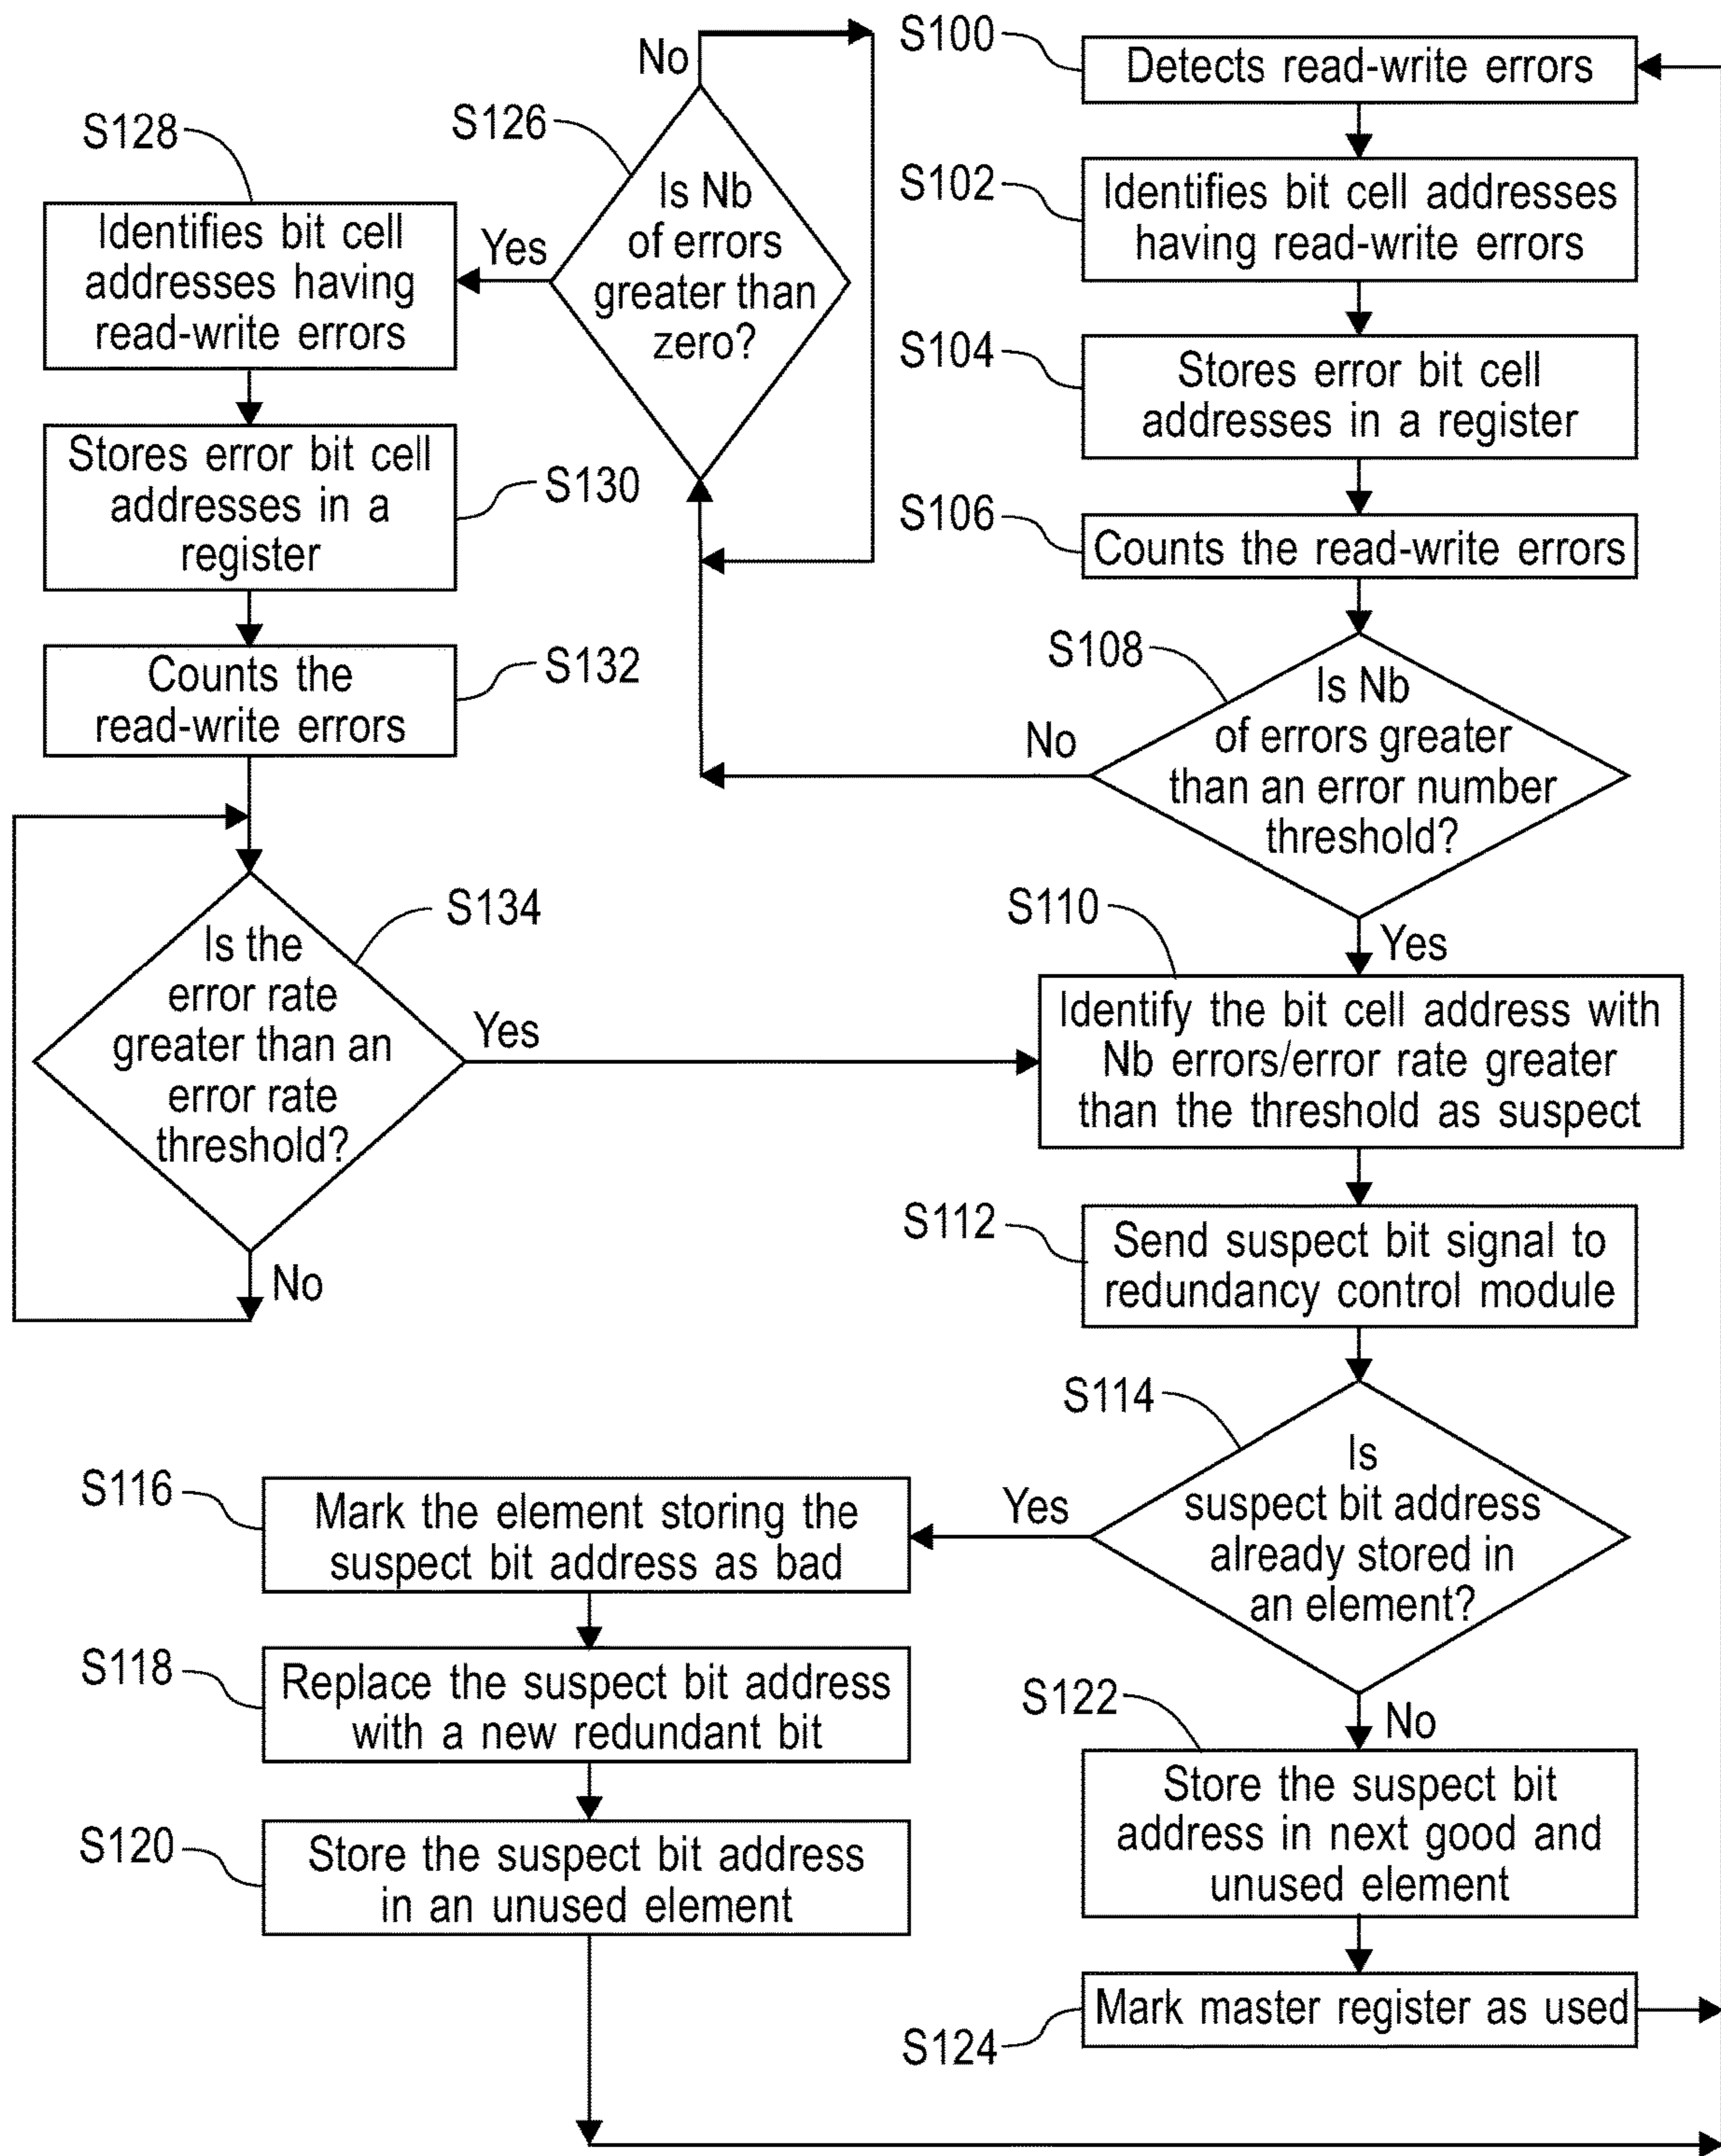 S100
Detects read-write errors
S102
Identifies bit cell addresses
having read-write errors
S104
Stores error bit cell
addresses in a register
S106
Counts the read-write errors
S108
Is Nb
of errors greater
than an error number
threshold?
No
Yes
S126
Is Nb
of errors
greater than
zero?
No
Yes
S128
Identifies bit cell
addresses having
read-write errors
S130
Stores error bit cell
addresses in a
register
S132
Counts the
read-write errors
S134
Is the
error rate
greater than an
error rate
threshold?
Yes
No
S110
Identify the bit cell address with
Nb errors/error rate greater
than the threshold as suspect
S112
Send suspect bit signal to
redundancy control module
S114
Is
suspect bit address
already stored in
an element?
Yes
No
S116
Mark the element storing the
suspect bit address as bad
S118
Replace the suspect bit address
with a new redundant bit
S120
Store the suspect bit address
in an unused element
S122
Store the suspect bit
address in next good and
unused element
S124
Mark master register as used